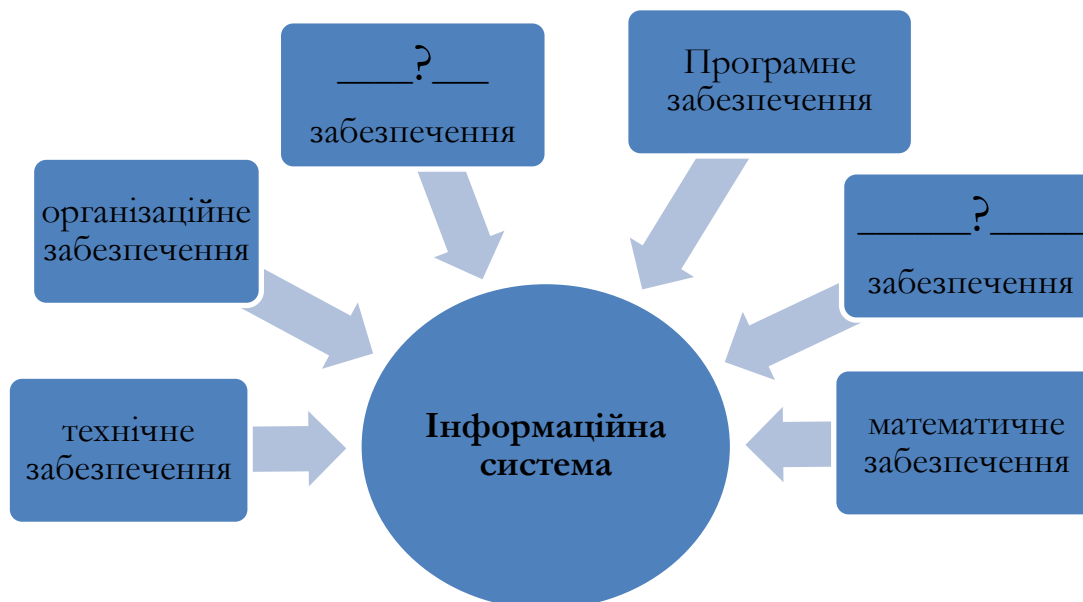 ____?___
забезпечення
Програмне
забезпечення
організаційне
забезпечення
______?_____
забезпечення
технічне
забезпечення
Інформаційна
система
математичне
забезпечення